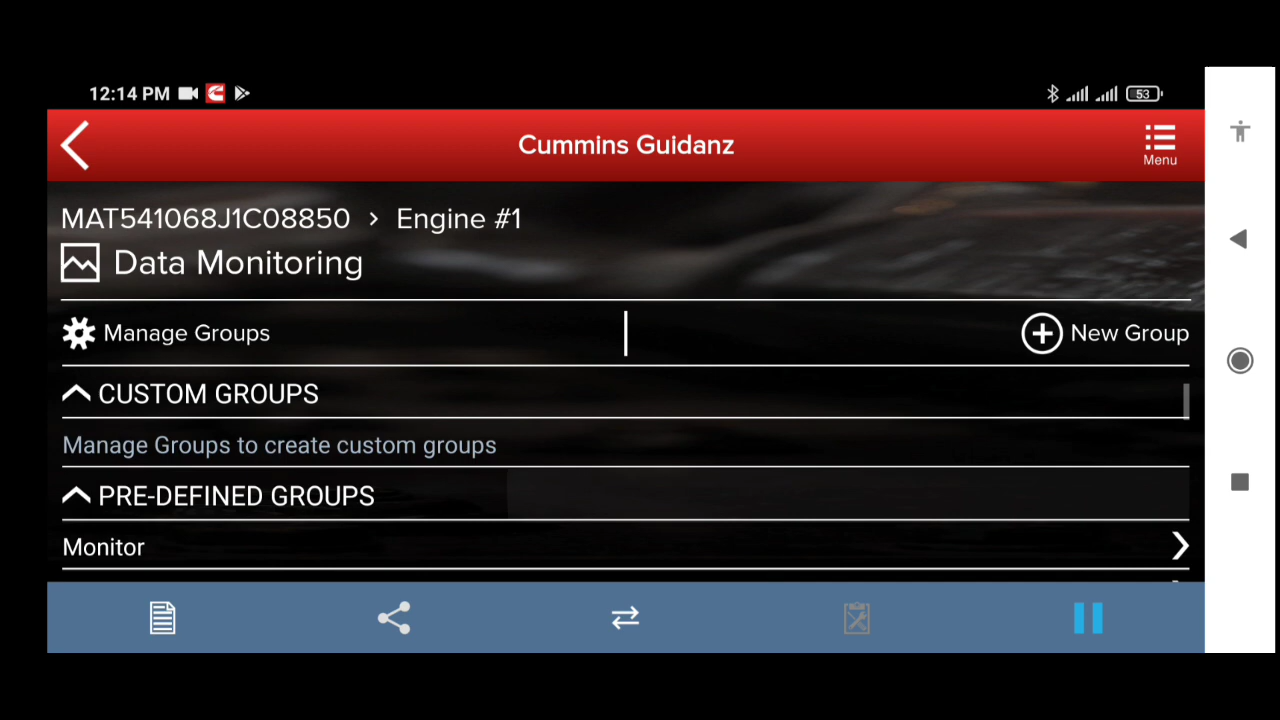 12:14 PM 53
Cummins Guidanz
Menu
MAT541068J1C08850 > Engine #1
Data Monitoring
Manage Groups New Group
CUSTOM GROUPS
Manage Groups to create custom groups
PRE-DEFINED GROUPS
Monitor